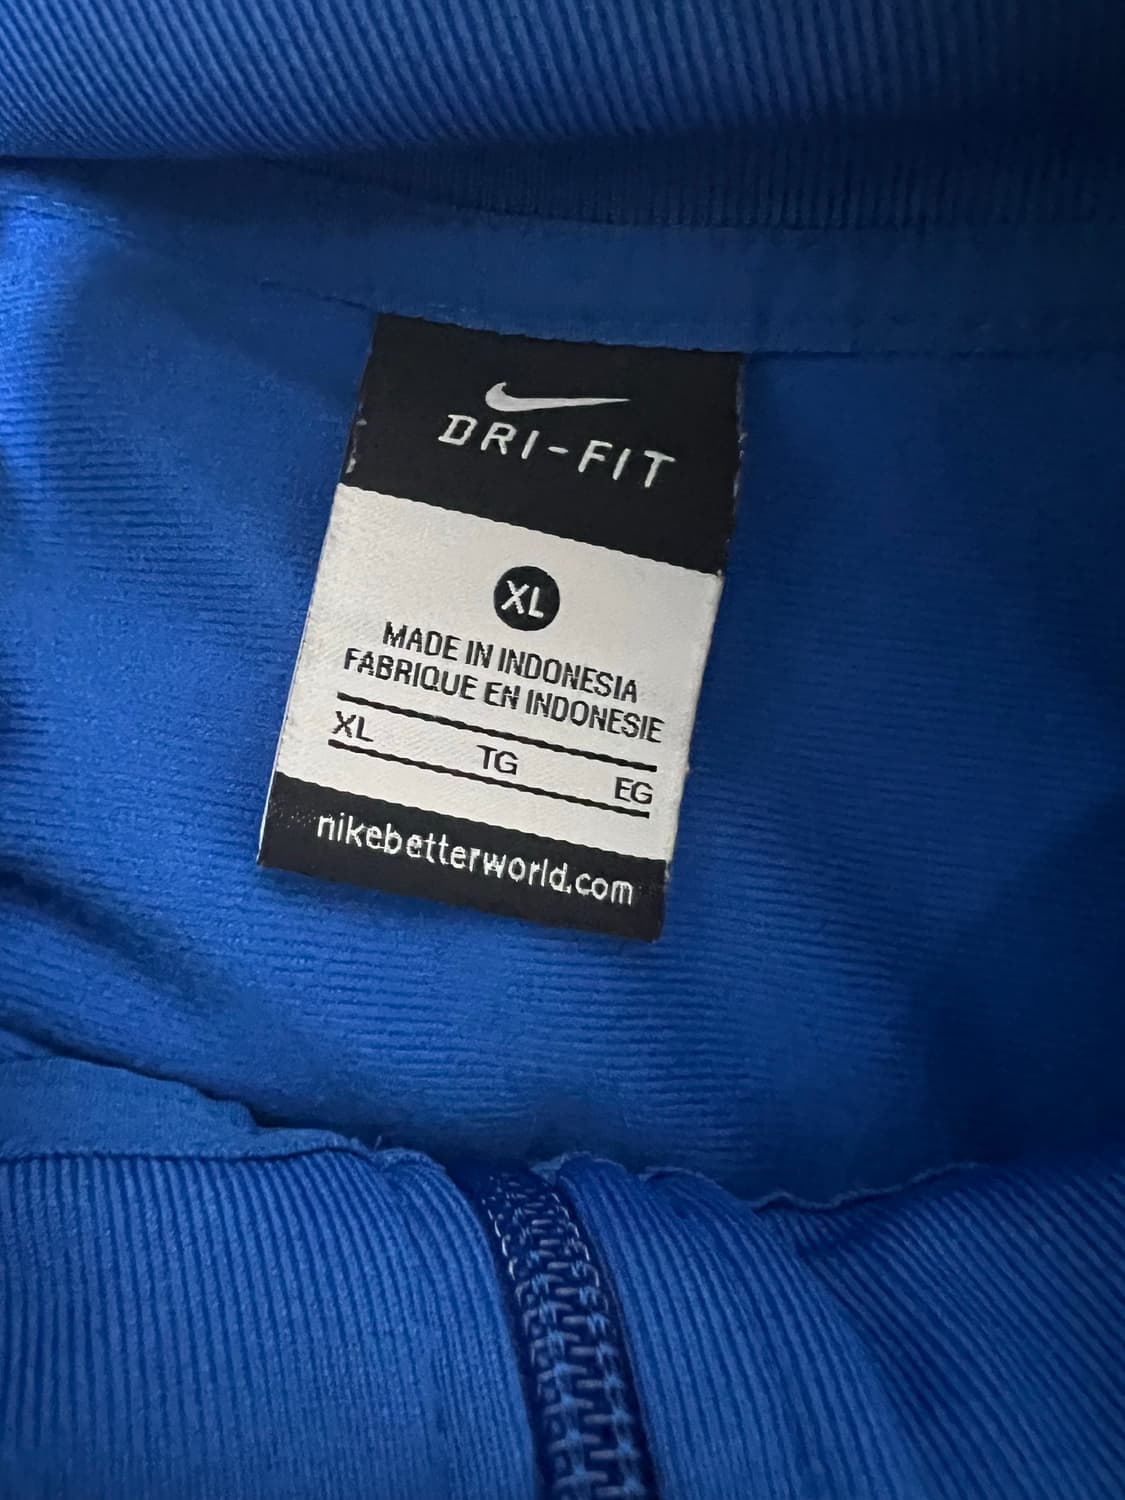 DRI-FIT
XL
MADE IN INDONESIA
FABRIQUE EN INDONESIE
XL TG EG
nikebetterworld.com